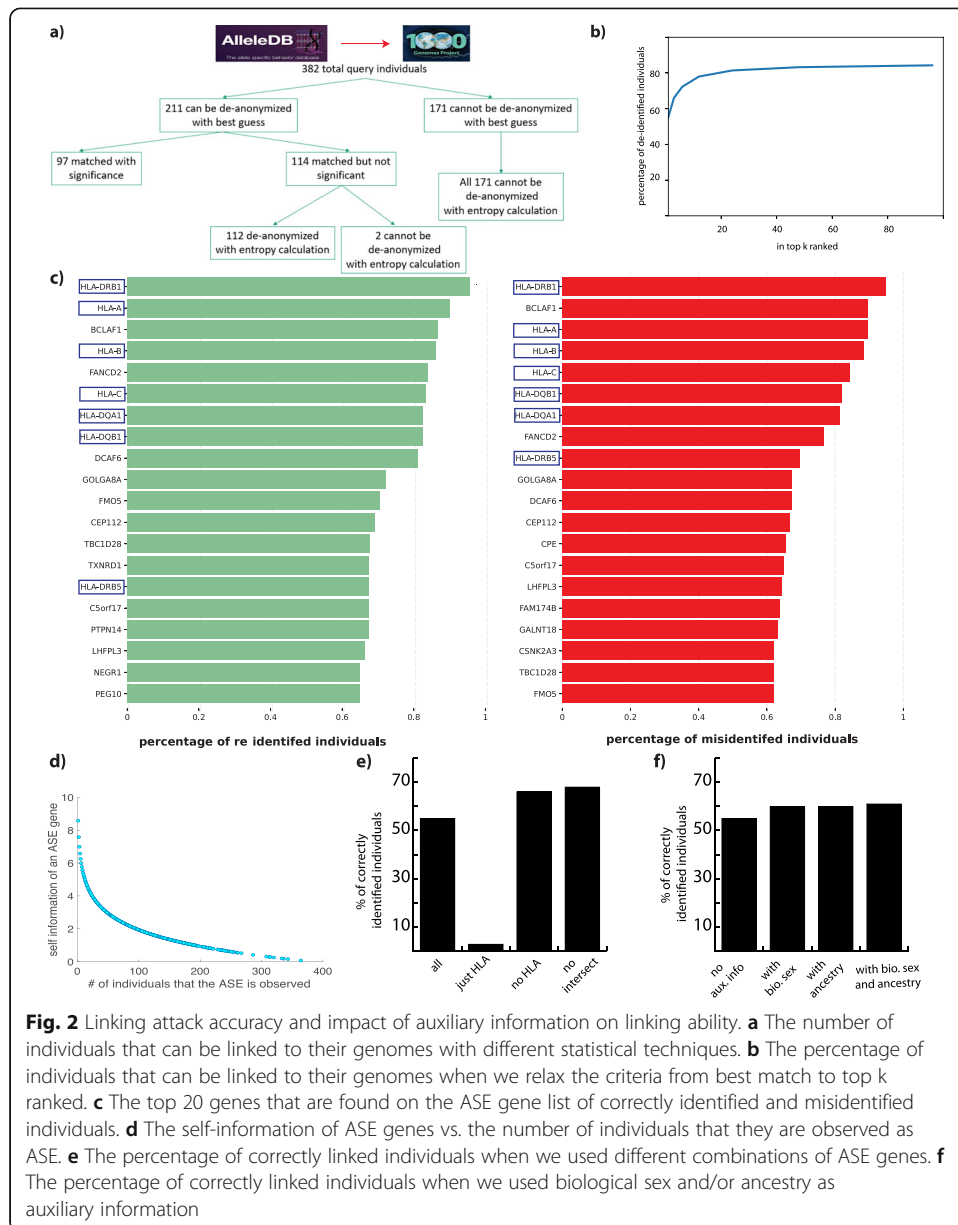 a)
AlleleDB
The allele specific behavior database
1000
Genomes Project
382 total query individuals
211 can be de-anonymized
with best guess
171 cannot be de-anonymized
with best guess
97 matched with
significance
114 matched but not
significant
All 171 cannot be
de-anonymized
with entropy calculation
112 de-anonymized
with entropy calculation
2 cannot be
de-anonymized
with entropy calculation
b)
percentage of de-identified individuals
80
60
40
20
20
40
60
80
in top k ranked
c)
HLA-DRB1
HLA-A
BCLAF1
HLA-B
FANCD2
HLA-C
HLA-DQA1
HLA-DQB1
DCAF6
GOLGA8A
FMO5
CEP112
TBC1D28
TXNRD1
HLA-DRB5
C5orf17
PTPN14
LHFPL3
NEGR1
PEG10
0
0.2
0.4
0.6
0.8
1
percentage of re identifed individuals
HLA-DRB1
BCLAF1
HLA-A
HLA-B
HLA-C
HLA-DQB1
HLA-DQA1
FANCD2
HLA-DRB5
GOLGA8A
DCAF6
CEP112
CPE
C5orf17
LHFPL3
FAM174B
GALNT18
CSNK2A3
TBC1D28
FMO5
0
0.2
0.4
0.6
0.8
1
percentage of misidentifed individuals
d)
self information of an ASE gene
10
8
6
4
2
0
0
100
200
300
400
# of individuals that the ASE is observed
e)
% of correctly
identified individuals
70
50
30
10
all
just HLA
no HLA
no
intersect
f)
% of correctly
identified individuals
70
50
30
10
no
aux. info
with
bio. sex
with
ancestry
with bio. sex
and ancestry
Fig. 2 Linking attack accuracy and impact of auxiliary information on linking ability. a The number of
individuals that can be linked to their genomes with different statistical techniques. b The percentage of
individuals that can be linked to their genomes when we relax the criteria from best match to top k
ranked. c The top 20 genes that are found on the ASE gene list of correctly identified and misidentified
individuals. d The self-information of ASE genes vs. the number of individuals that they are observed as
ASE. e The percentage of correctly linked individuals when we used different combinations of ASE genes. f
The percentage of correctly linked individuals when we used biological sex and/or ancestry as
auxiliary information